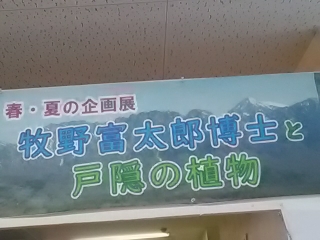 春・夏の企画展
牧野富太郎博士と
戸隠の植物